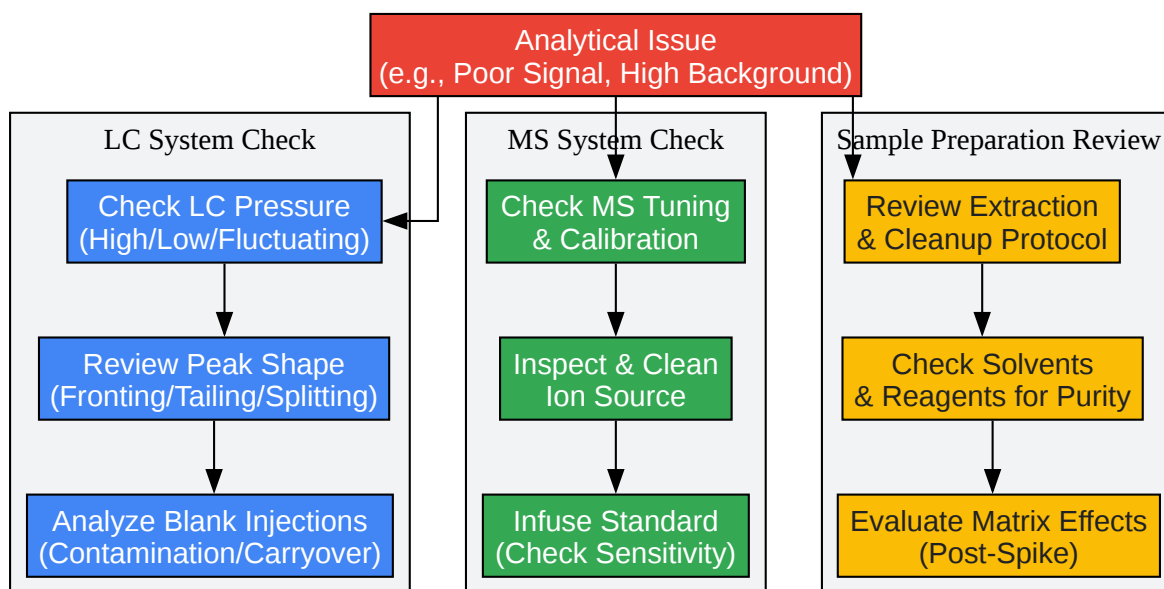 Analytical Issue
(e.g., Poor Signal, High Background)
LC System Check
Check LC Pressure
(High/Low/Fluctuating)
Review Peak Shape
(Fronting/Tailing/Splitting)
Analyze Blank Injections
(Contamination/Carryover)
MS System Check
Check MS Tuning
& Calibration
Inspect & Clean
Ion Source
Infuse Standard
(Check Sensitivity)
Sample Preparation Review
Review Extraction
& Cleanup Protocol
Check Solvents
& Reagents for Purity
Evaluate Matrix Effects
(Post-Spike)